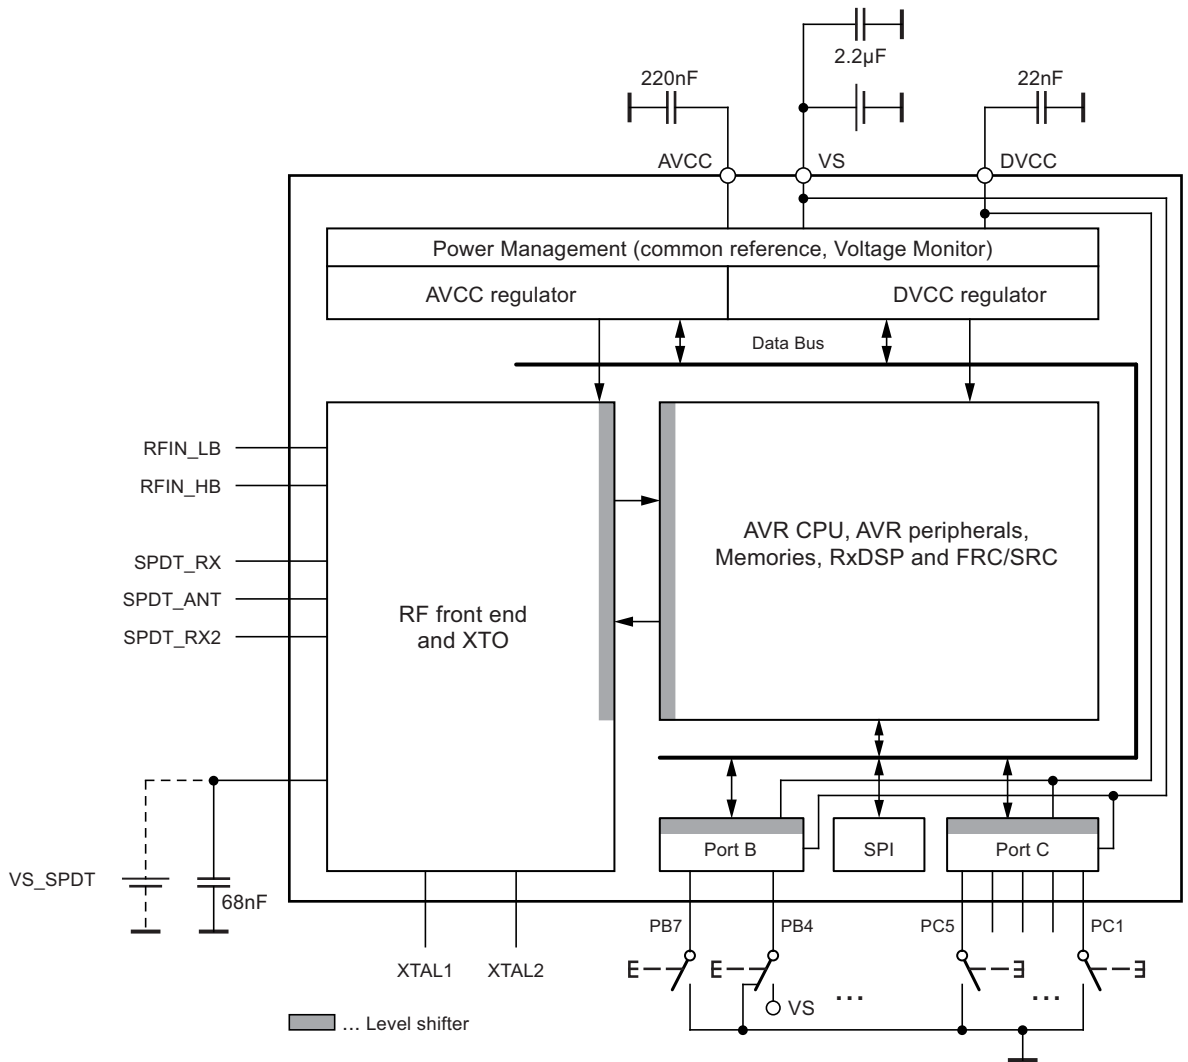 2.2µF
220nF
22nF
AVCC
VS
DVCC
Power Management (common reference, Voltage Monitor)
AVCC regulator
DVCC regulator
Data Bus
RFIN_LB
RFIN_HB
SPDT_RX
SPDT_ANT
SPDT_RX2
RF front end
and XTO
AVR CPU, AVR peripherals,
Memories, RxDSP and FRC/SRC
Port B
SPI
Port C
VS_SPDT
68nF
PB7
PB4
PC5
PC1
XTAL1
XTAL2
VS
...
...
... Level shifter